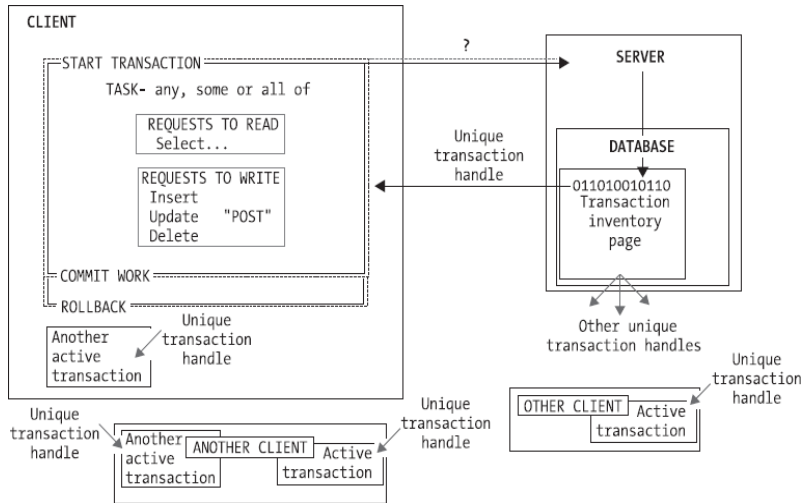 CLIENT
START TRANSACTION
TASK- any, some or all of
REQUESTS TO READ
Select...
REQUESTS TO WRITE
Insert
Update "POST"
Delete
COMMIT WORK
ROLLBACK
Another
active
transaction
Unique
transaction
handle
?
Unique
transaction
handle
SERVER
DATABASE
011010010110
Transaction
inventory
page
Other unique
transaction handles
Unique
transaction
handle
Another
active
transaction
ANOTHER CLIENT
Active
transaction
Unique
transaction
handle
OTHER CLIENT
Active
transaction
Unique
transaction
handle